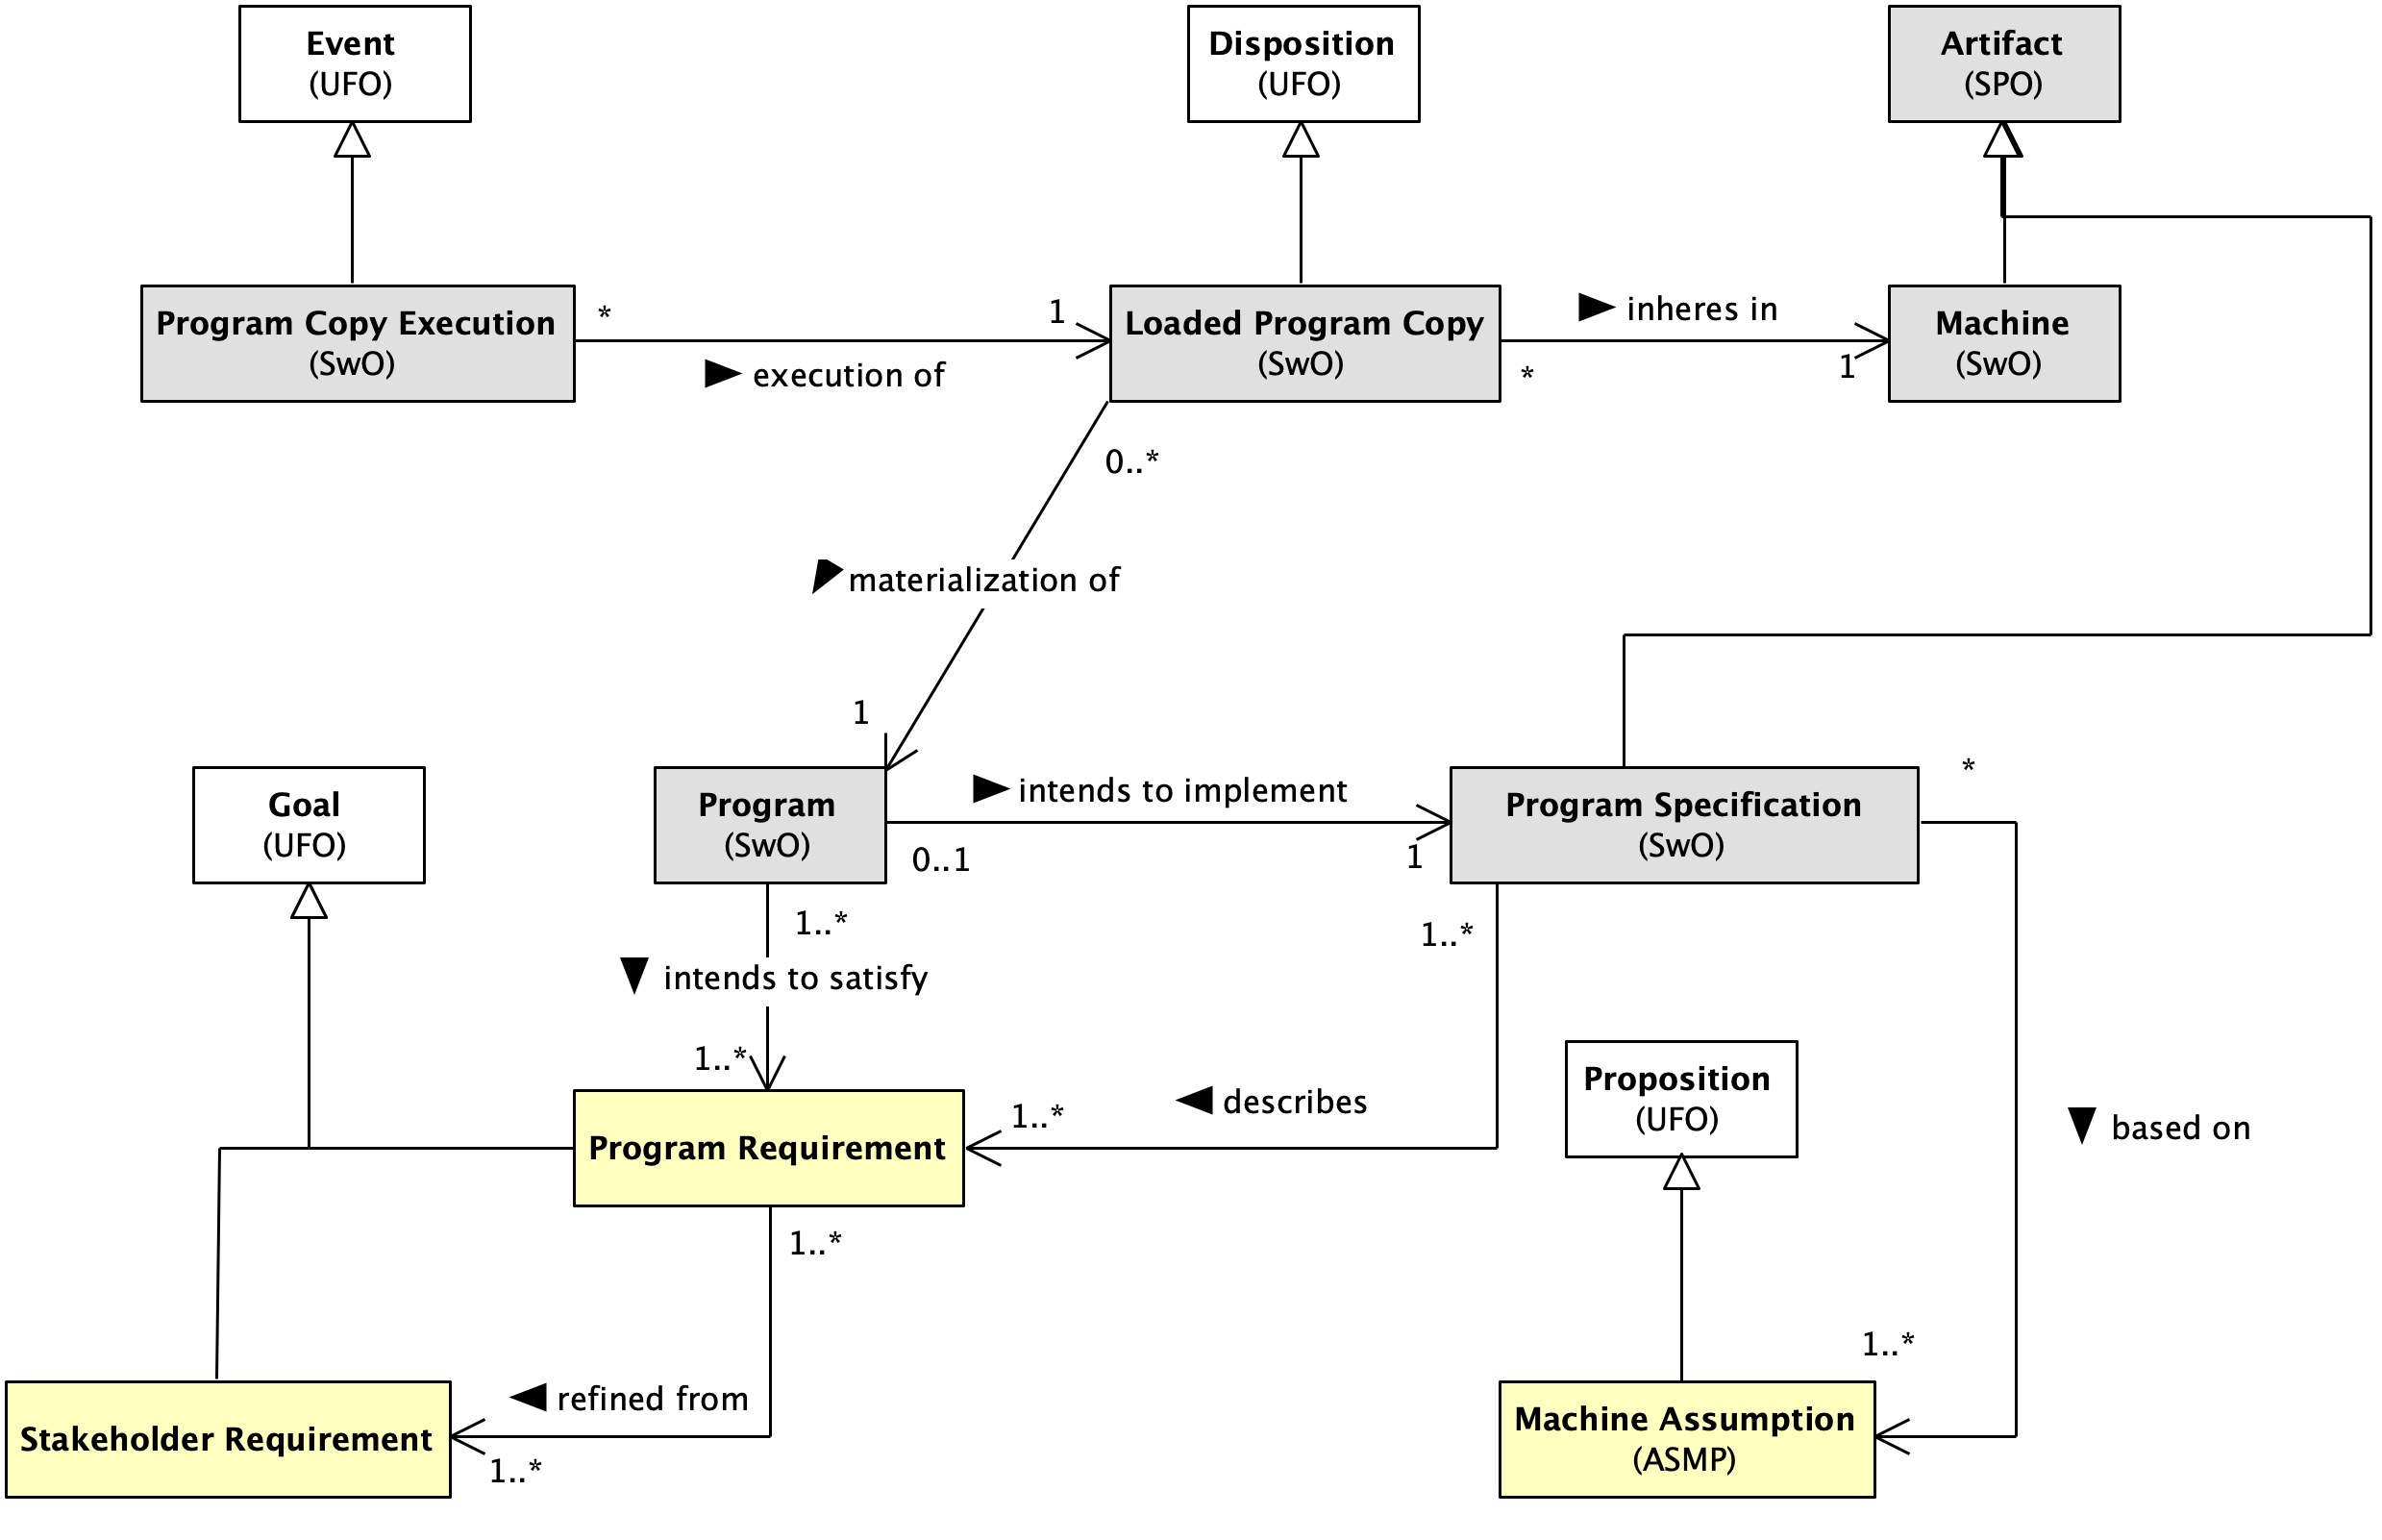 Event
(UFO)
Disposition
(UFO)
Artifact
(SPO)
Program Copy Execution
(SwO)
*
1
execution of
Loaded Program Copy
(SwO)
inheres in
*
1
Machine
(SwO)
0..*
materialization of
1
Goal
(UFO)
Program
(SwO)
intends to implement
0..1
1
Program Specification
(SwO)
*
1..*
intends to satisfy
1..*
1..*
Proposition
(UFO)
Program Requirement
1..*
describes
based on
1..*
refined from
1..*
Stakeholder Requirement
1..*
Machine Assumption
(ASMP)